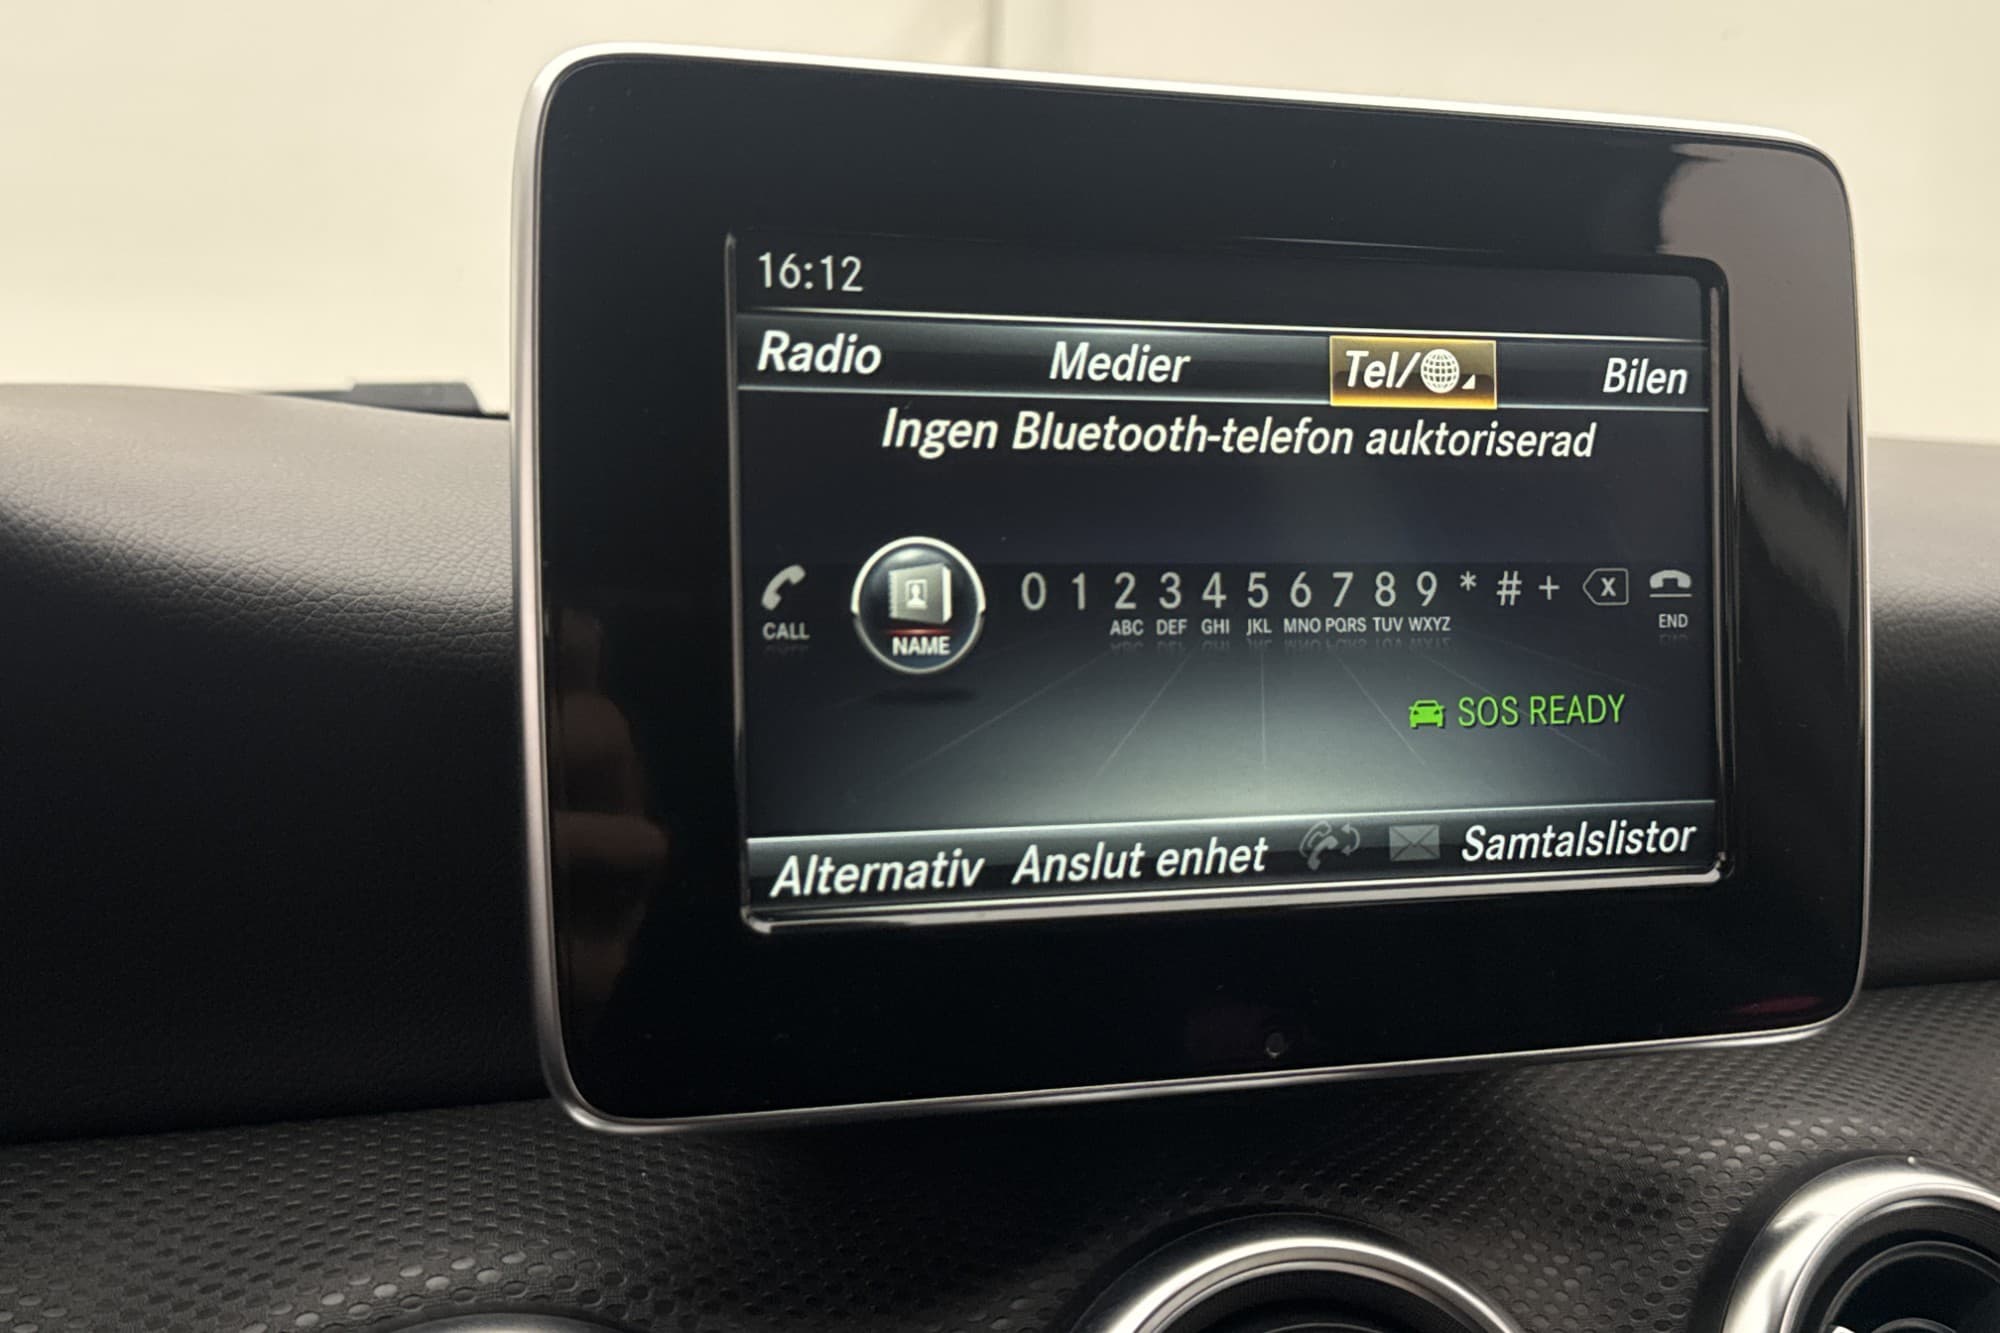 16:12
Radio Medier Tel/ Bilen
Ingen Bluetooth-telefon auktoriserad
0 1 2 3 4 5 6 7 8 9 * # + X
CALL NAME ABC DEF GHI JKL MNO PQRS TUV WXYZ END
SOS READY
Alternativ Anslut enhet Samtalslistor